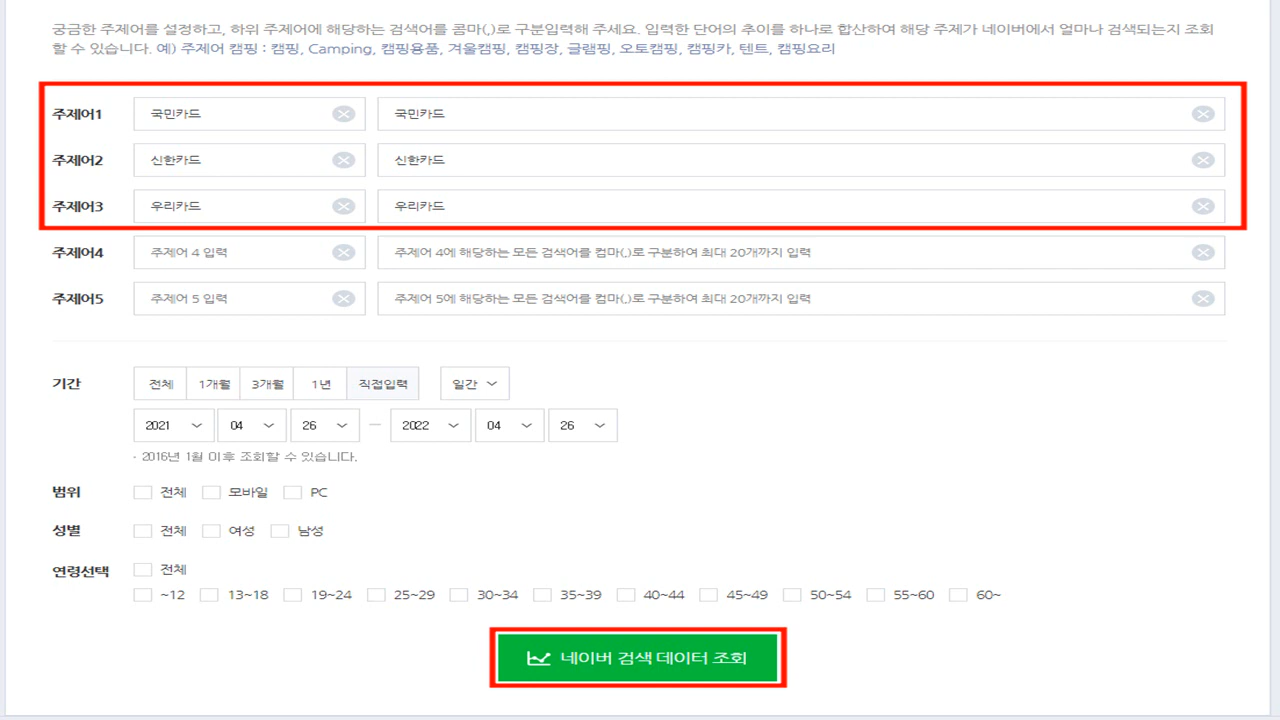 궁금한 주제어를 설정하고, 하위 주제어에 해당하는 검색어를 콤마(,)로 구분입력해 주세요. 입력한 단어의 추이를 하나로 합산하여 해당 주제가 네이버에서 얼마나 검색되는지 조회
할 수 있습니다. 예) 주제어 캠핑 : 캠핑, Camping, 캠핑용품, 겨울캠핑, 캠핑장, 글램핑, 오토캠핑, 캠핑카, 텐트, 캠핑요리
주제어1 국민카드 국민카드
주제어2 신한카드 신한카드
주제어3 우리카드 우리카드
주제어4 주제어 4 입력 주제어 4에 해당하는 모든 검색어를 컴마(,)로 구분하여 최대 20개까지 입력
주제어5 주제어 5 입력 주제어 5에 해당하는 모든 검색어를 컴마(,)로 구분하여 최대 20개까지 입력
기간 전체 1개월 3개월 1년 직접입력 일간
2021 04 26 — 2022 04 26
· 2016년 1월 이후 조회할 수 있습니다.
범위 전체 모바일 PC
성별 전체 여성 남성
연령선택 전체
~12 13~18 19~24 25~29 30~34 35~39 40~44 45~49 50~54 55~60 60~
네이버 검색 데이터 조회